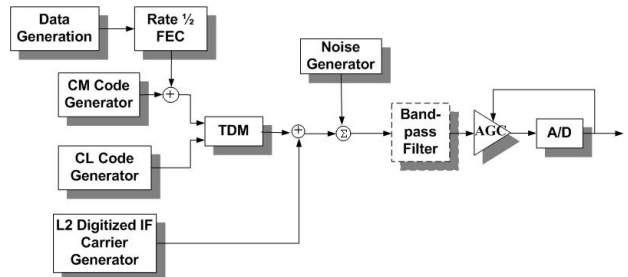 Data
Generation
Rate ½
FEC
Noise
Generator
CM Code
Generator
+
TDM
+
Σ
Band-
pass
Filter
AGC
A/D
CL Code
Generator
L2 Digitized IF
Carrier
Generator